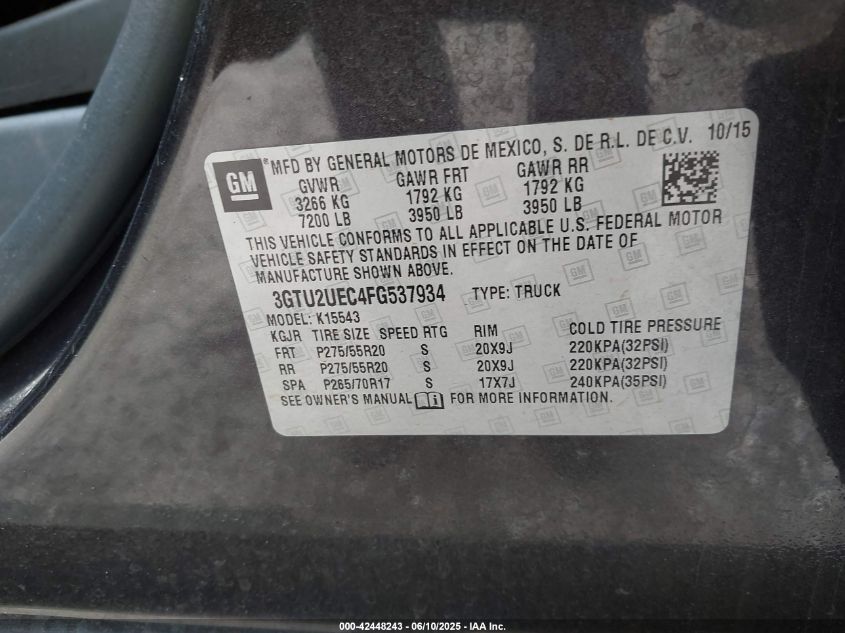 GM
*MFD BY GENERAL MOTORS DE MEXICO, S. DE R.L. DE C.V. 10/15
GVWR GAWR FRT GAWR RR
3266 KG 1792 KG 1792 KG
7200 LB 3950 LB 3950 LB
THIS VEHICLE CONFORMS TO ALL APPLICABLE U.S. FEDERAL MOTOR
VEHICLE SAFETY STANDARDS IN EFFECT ON THE DATE OF
MANUFACTURE SHOWN ABOVE.
3GTU2UEC4FG537934 TYPE: TRUCK
MODEL: K15543
KGJR TIRE SIZE SPEED RTG RIM COLD TIRE PRESSURE
FRT P275/55R20 S 20X9J 220KPA(32PSI)
RR P275/55R20 S 20X9J 220KPA(32PSI)
SPA P265/70R17 S 17X7J 240KPA(35PSI)
SEE OWNER'S MANUAL FOR MORE INFORMATION.
000-42448243 - 06/10/2025 - IAA Inc.